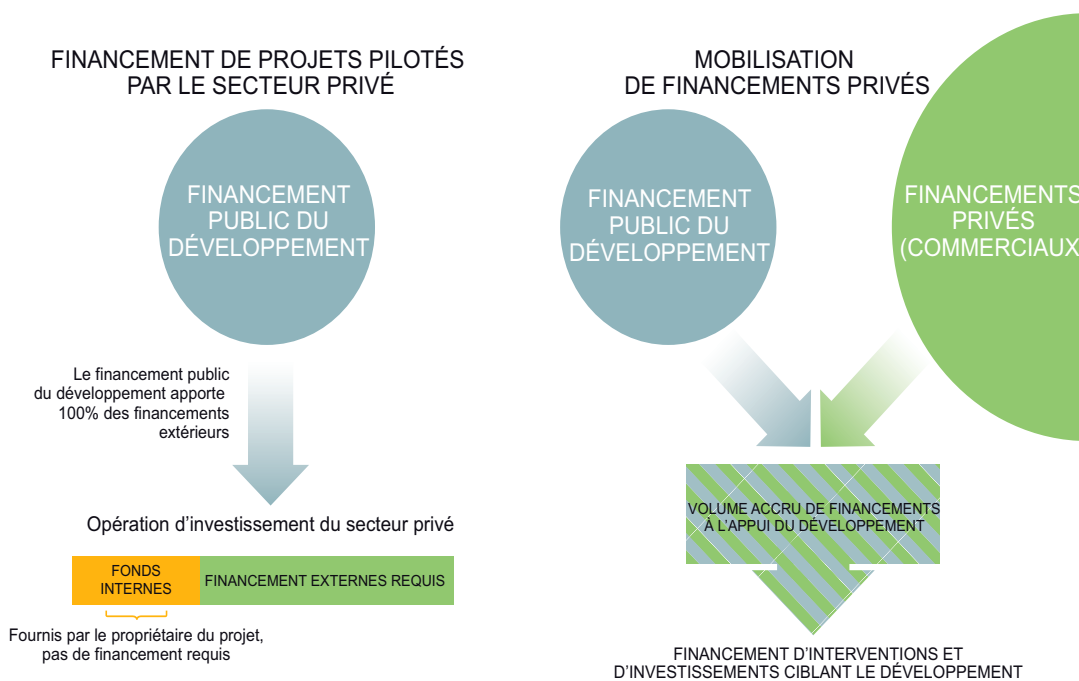 FINANCEMENT DE PROJETS PILOTÉS
PAR LE SECTEUR PRIVÉ
FINANCEMENT
PUBLIC DU
DÉVELOPPEMENT
Le financement public
du développement apporte
100% des financements
extérieurs
Opération d’investissement du secteur privé
FONDS
INTERNES
FINANCEMENT EXTERNES REQUIS
Fournis par le propriétaire du projet,
pas de financement requis
MOBILISATION
DE FINANCEMENTS PRIVÉS
FINANCEMENT
PUBLIC DU
DÉVELOPPEMENT
FINANCEMENTS
PRIVÉS
(COMMERCIAUX
VOLUME ACCRU DE FINANCEMENTS
À L’APPUI DU DÉVELOPPEMENT
FINANCEMENT D’INTERVENTIONS ET
D’INVESTISSEMENTS CIBLANT LE DÉVELOPPEMENT